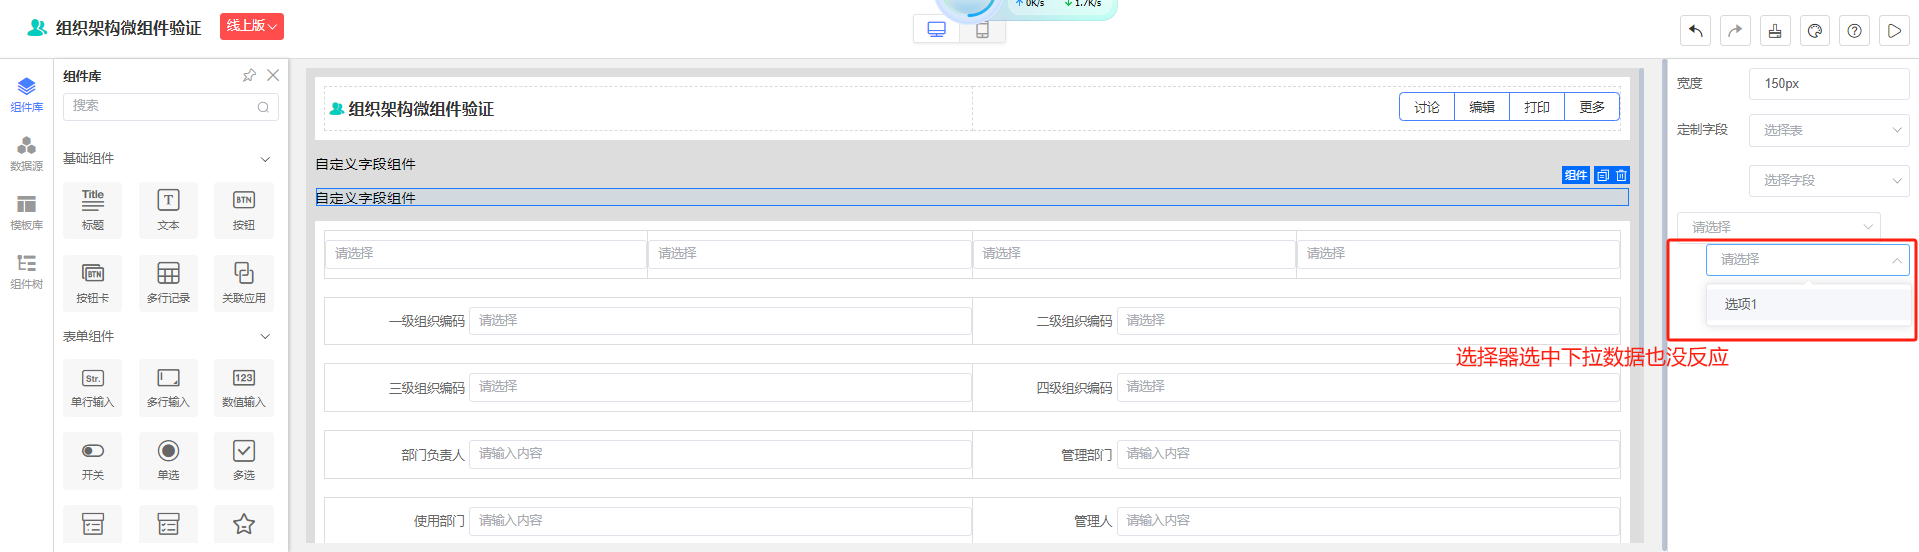 组织架构微组件验证
线上版
0K/s
1.7K/s
组件库
数据源
模板库
组件树
组件库
搜索
基础组件
Title
标题
T
文本
BTN
按钮
BTN
按钮卡
多行记录
关联应用
表单组件
Str.
单行输入
多行输入
123
数值输入
开关
单选
多选
组织架构微组件验证
讨论
编辑
打印
更多
自定义字段组件
组件
自定义字段组件
请选择
请选择
请选择
请选择
一级组织编码
请选择
二级组织编码
请选择
三级组织编码
请选择
四级组织编码
请选择
部门负责人
请输入内容
管理部门
请输入内容
使用部门
请输入内容
管理人
请输入内容
宽度
150px
定制字段
选择表
选择字段
请选择
请选择
选项1
选择器选中下拉数据也没反应